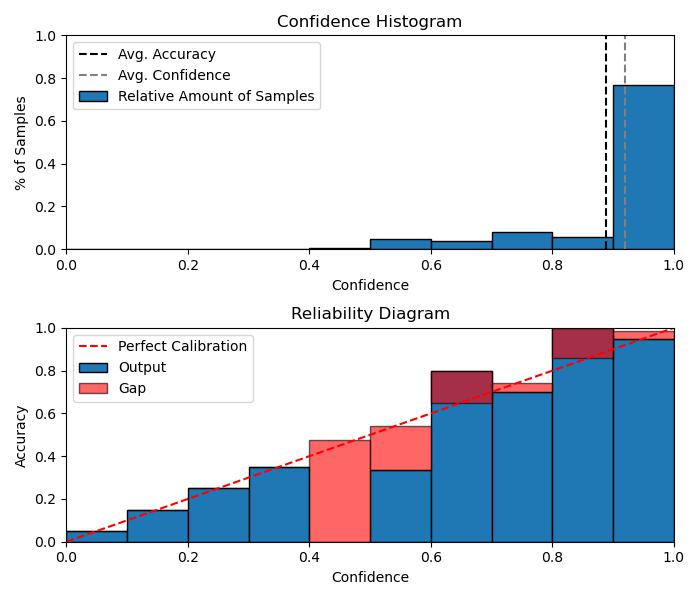 Confidence Histogram
1.0
0.8
0.6
0.4
0.2
0.0
% of Samples
Avg. Accuracy
Avg. Confidence
Relative Amount of Samples
0.0 0.2 0.4 0.6 0.8 1.0
Confidence
Reliability Diagram
1.0
0.8
0.6
0.4
0.2
0.0
Accuracy
Perfect Calibration
Output
Gap
0.0 0.2 0.4 0.6 0.8 1.0
Confidence